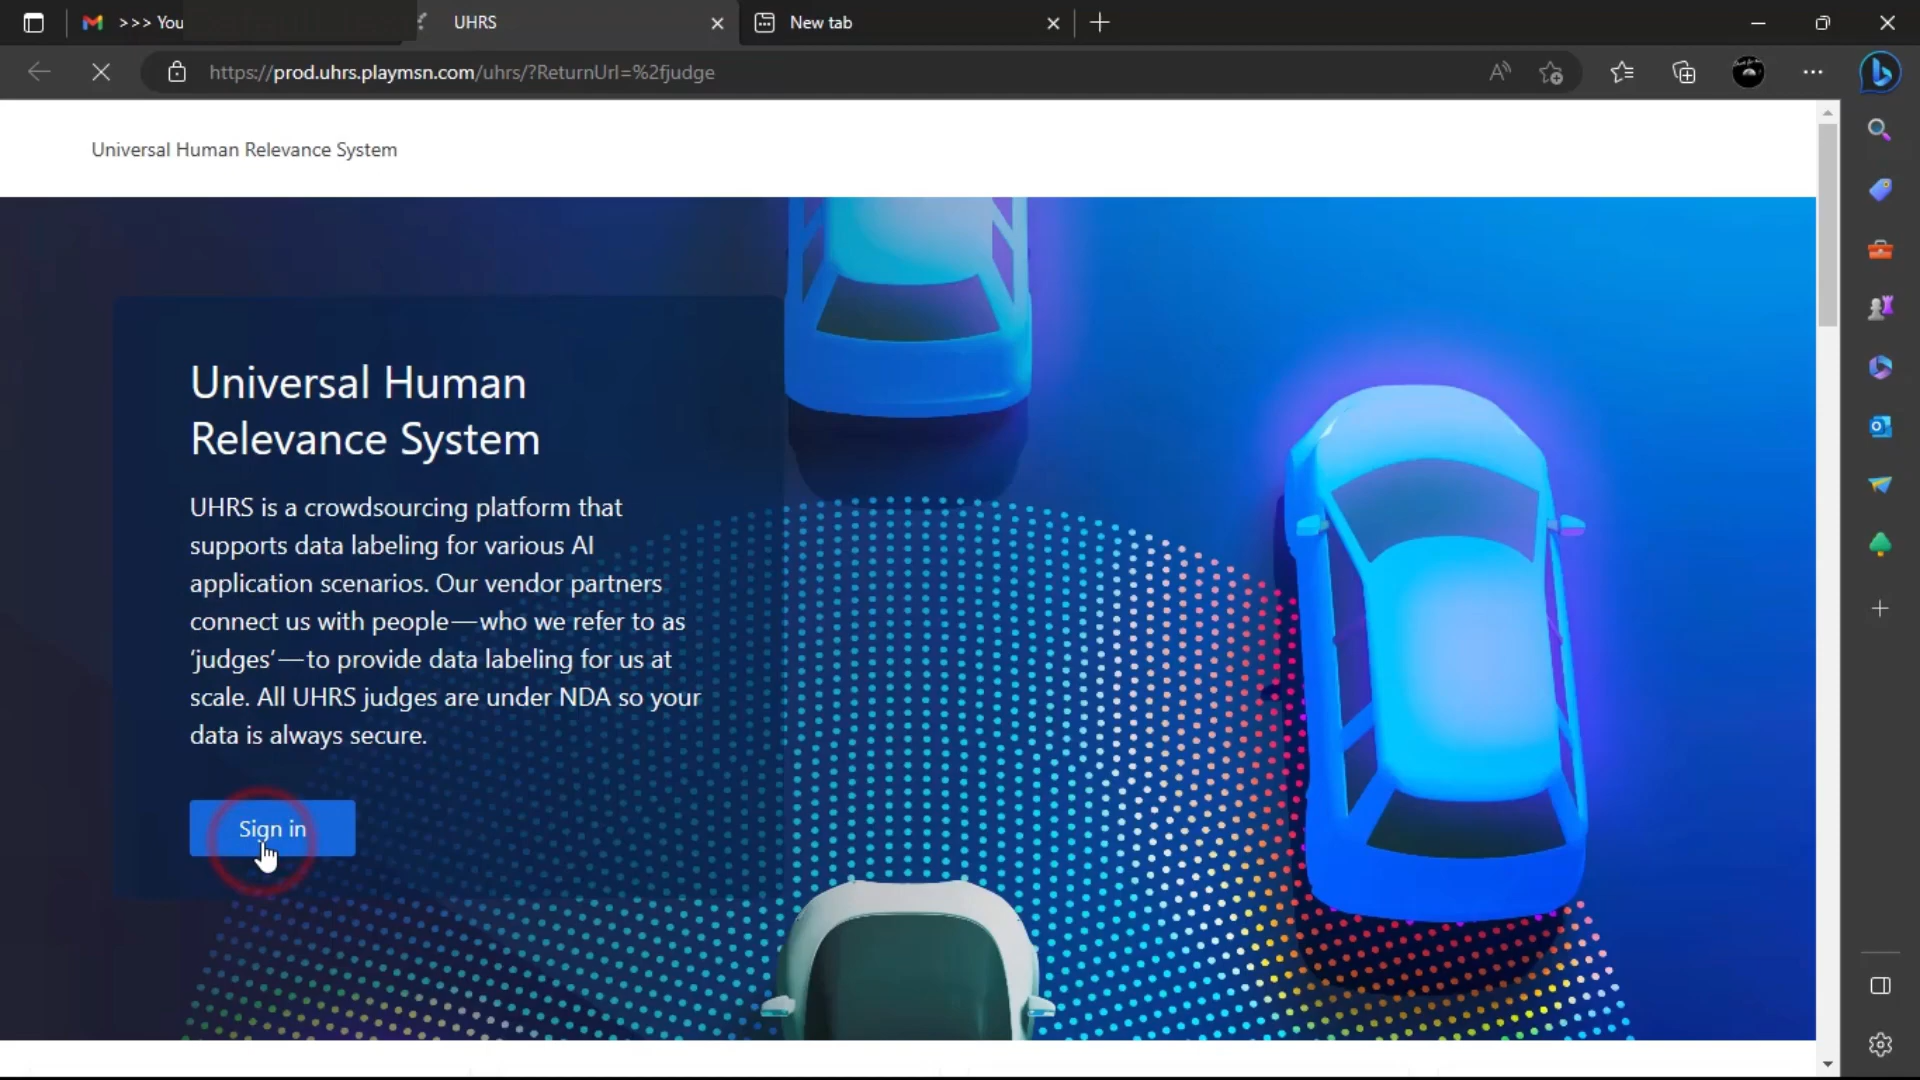 >>> You
UHRS
New tab
https://prod.uhrs.playmsn.com/uhrs/?ReturnUrl=%2fjudge
Universal Human Relevance System
Universal Human
Relevance System
UHRS is a crowdsourcing platform that
supports data labeling for various AI
application scenarios. Our vendor partners
connect us with people—who we refer to as
‘judges’—to provide data labeling for us at
scale. All UHRS judges are under NDA so your
data is always secure.
Sign in